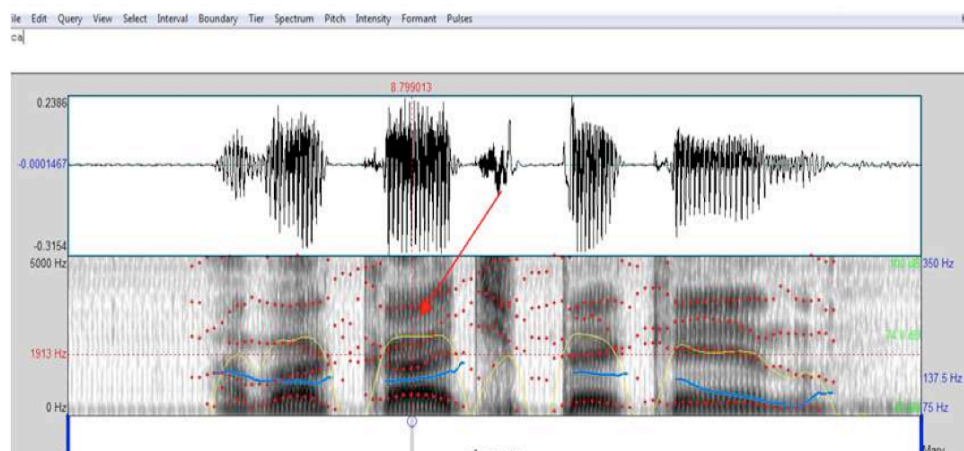 ile Edit Query View Select Interval Boundary Tier Spectrum Pitch Intensity Formant Pulses
ca
8.799013
0.2386
-0.0001467
-0.3154
5000 Hz
350 Hz
1913 Hz
137.5 Hz
0 Hz
75 Hz